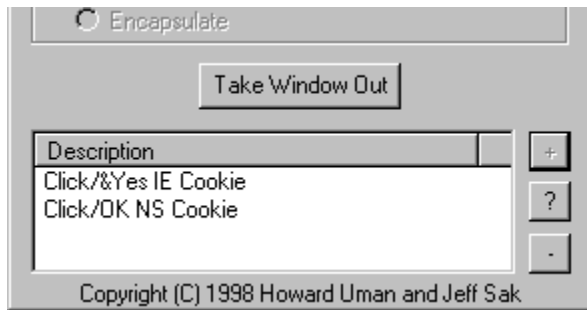 Encapsulate
Take Window Out
Description
+
Click/&Yes IE Cookie
Click/OK NS Cookie
?
-
Copyright (C) 1998 Howard Uman and Jeff Sak